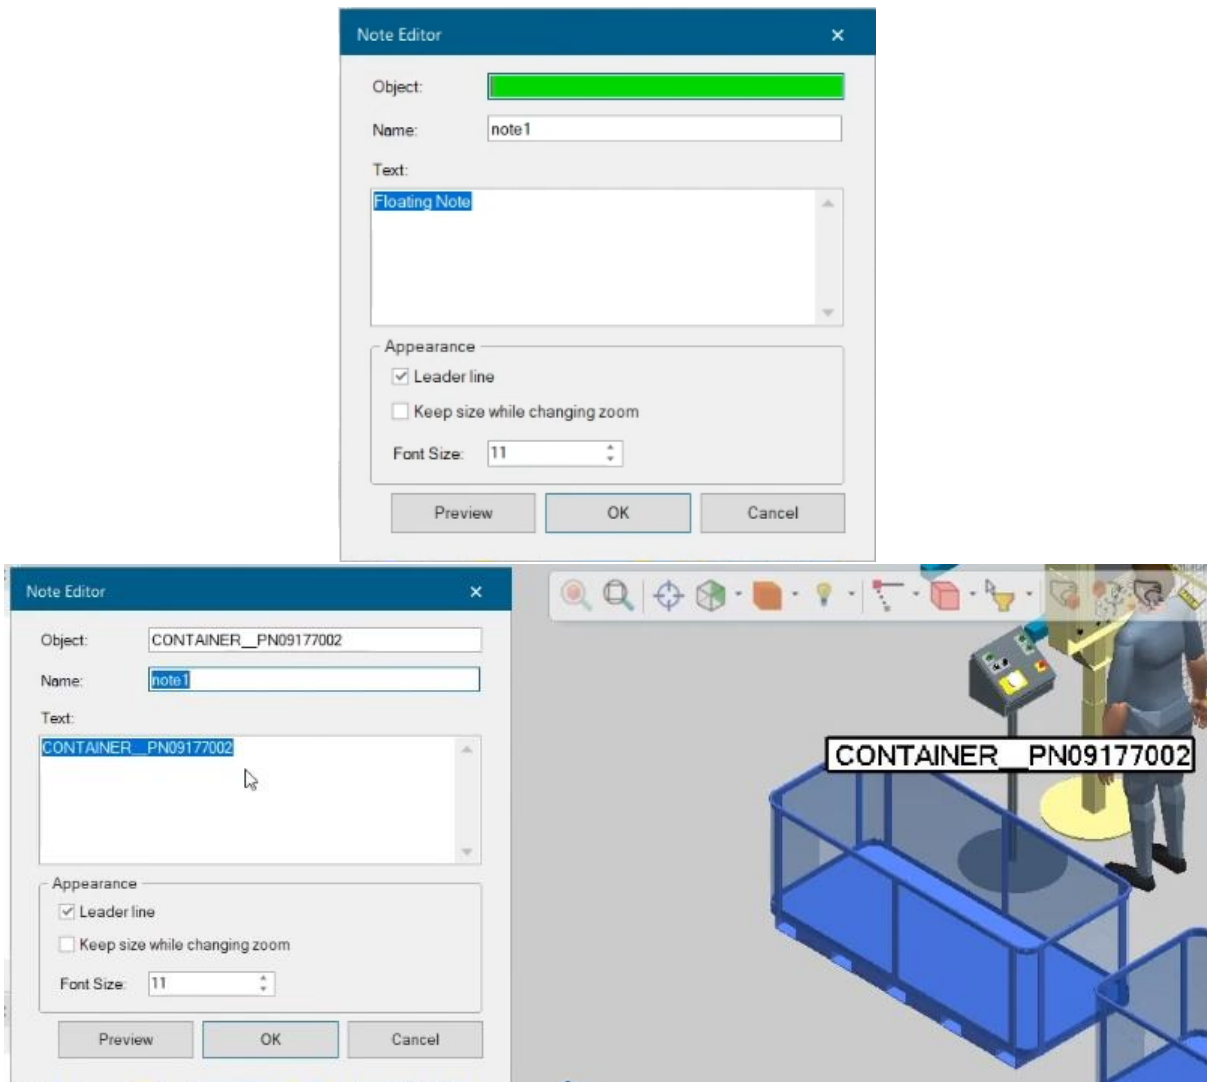 Note Editor
Object:
Name: note1
Text:
Floating Note
Appearance
Leader line
Keep size while changing zoom
Font Size: 11
Preview OK Cancel
Note Editor
Object: CONTAINER__PN09177002
Name: note1
Text:
CONTAINER__PN09177002
Appearance
Leader line
Keep size while changing zoom
Font Size: 11
Preview OK Cancel
CONTAINER__PN09177002